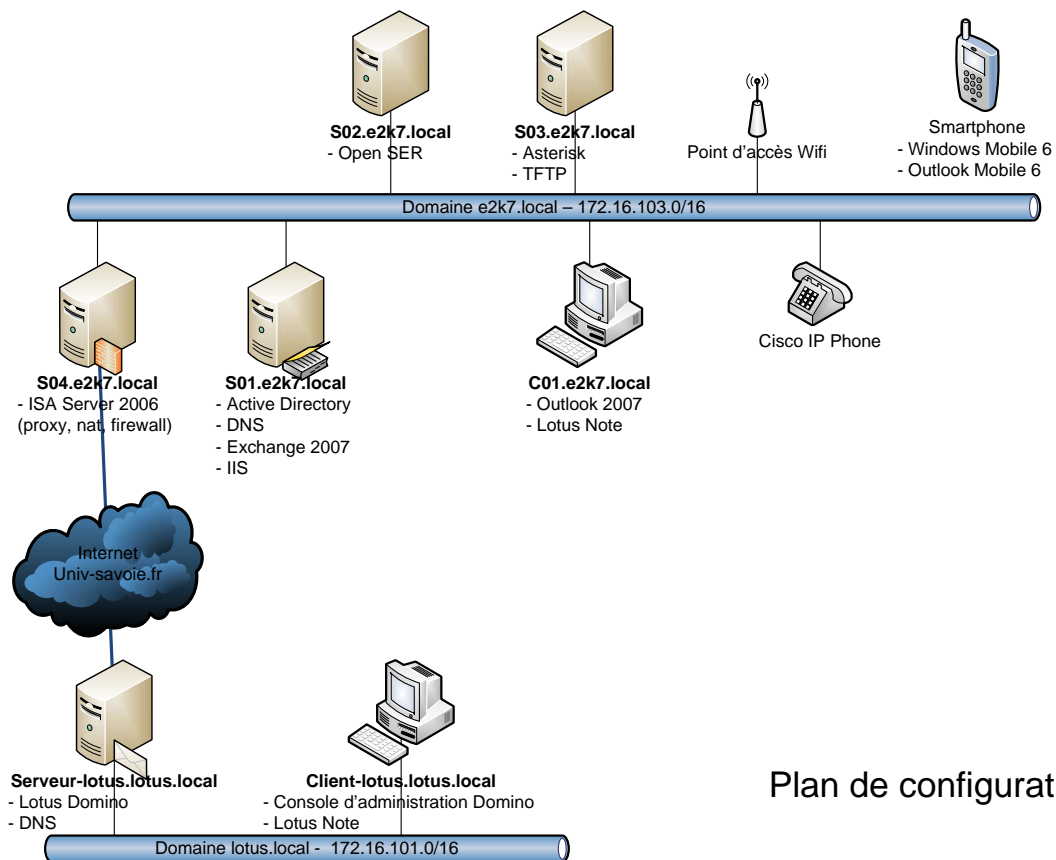 S02.e2k7.local
- Open SER
S03.e2k7.local
- Asterisk
- TFTP
Point d'accès Wifi
Smartphone
- Windows Mobile 6
- Outlook Mobile 6
Domaine e2k7.local – 172.16.103.0/16
S04.e2k7.local
- ISA Server 2006
(proxy, nat, firewall)
S01.e2k7.local
- Active Directory
- DNS
- Exchange 2007
- IIS
C01.e2k7.local
- Outlook 2007
- Lotus Note
Cisco IP Phone
Internet
Univ-savoie.fr
Serveur-lotus.lotus.local
- Lotus Domino
- DNS
Client-lotus.lotus.local
- Console d'administration Domino
- Lotus Note
Plan de configurat
Domaine lotus.local - 172.16.101.0/16